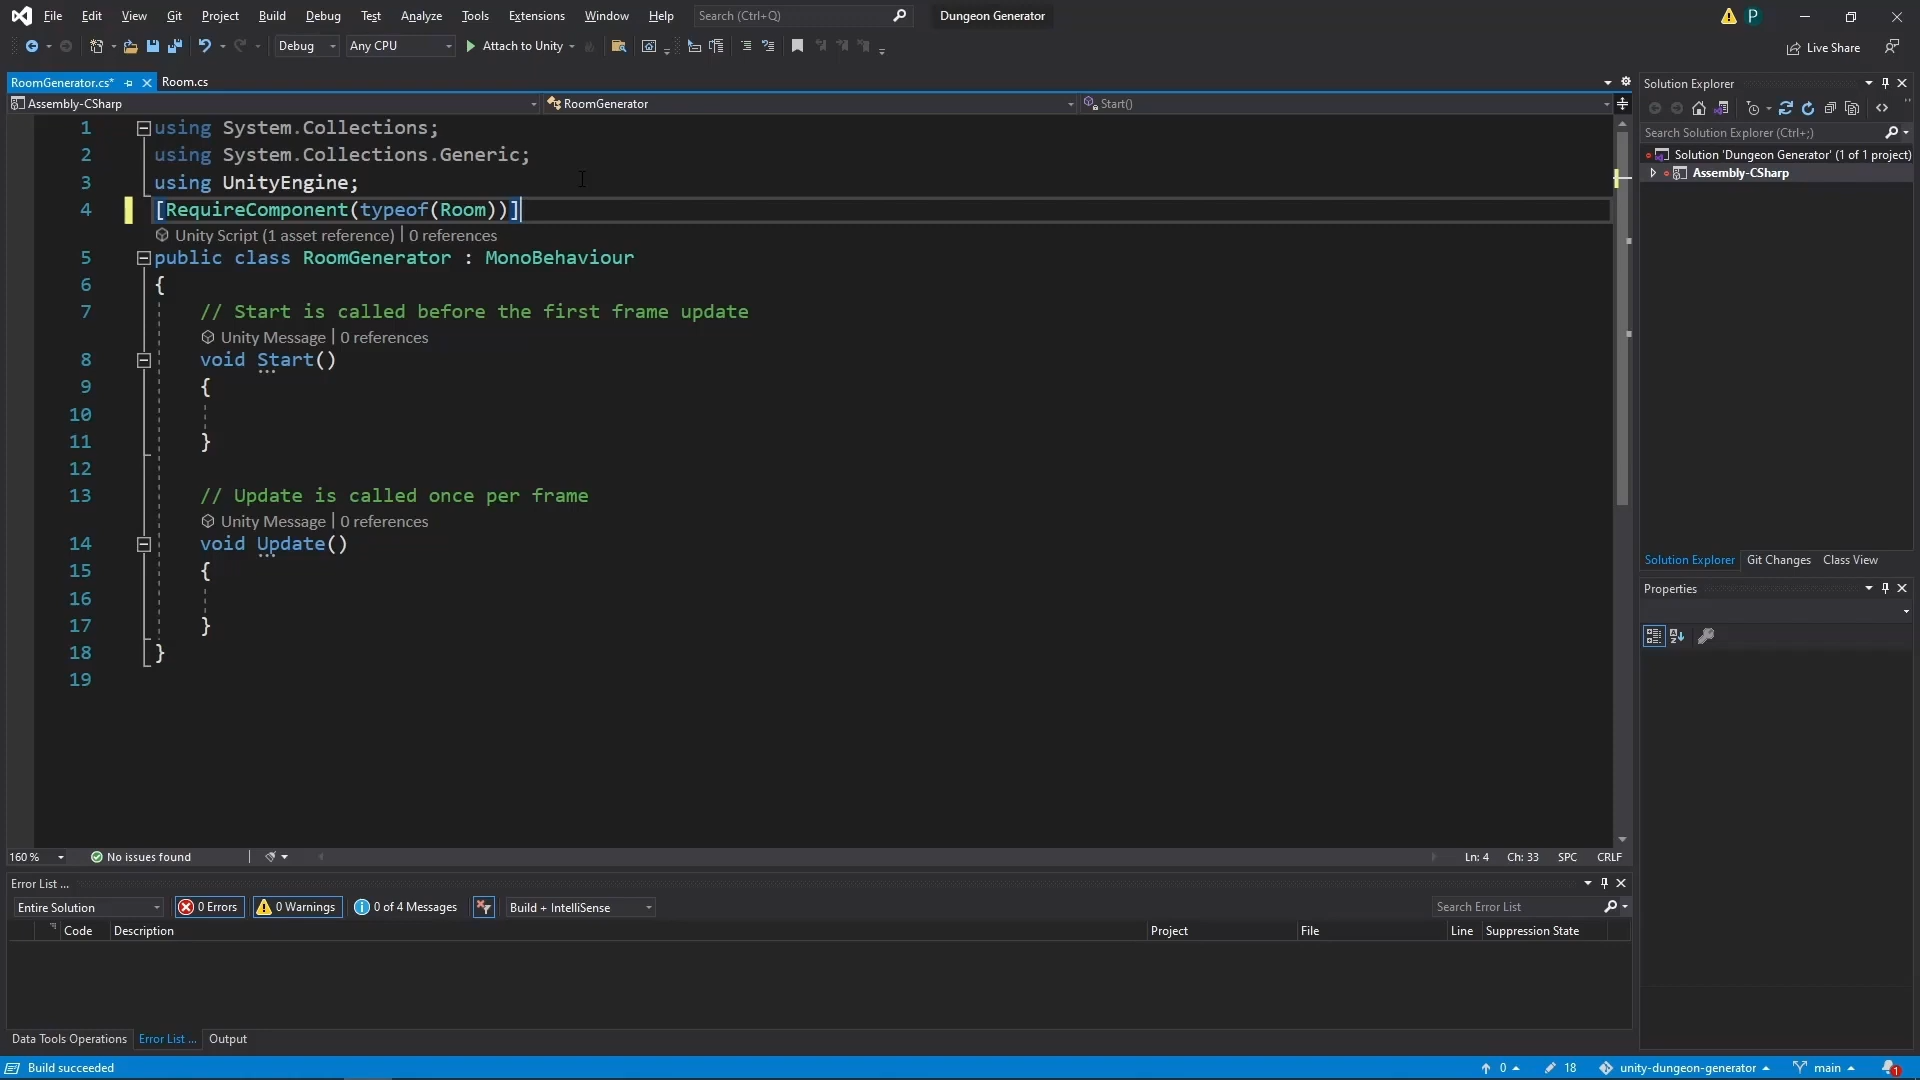 File Edit View Git Project Build Debug Test Analyze Tools Extensions Window Help Search (Ctrl+Q) Dungeon Generator P
Debug Any CPU Attach to Unity Live Share
RoomGenerator.cs* Room.cs
Assembly-CSharp RoomGenerator Start()
1 using System.Collections;
2 using System.Collections.Generic;
3 using UnityEngine;
4 [RequireComponent(typeof(Room))]
Unity Script (1 asset reference) | 0 references
5 public class RoomGenerator : MonoBehaviour
6 {
7 // Start is called before the first frame update
Unity Message | 0 references
8 void Start()
9 {
10
11 }
12
13 // Update is called once per frame
Unity Message | 0 references
14 void Update()
15 {
16
17 }
18 }
19
160 % No issues found Ln: 4 Ch: 33 SPC CRLF
Solution Explorer
Search Solution Explorer (Ctrl+;)
Solution 'Dungeon Generator' (1 of 1 project)
Assembly-CSharp
Solution Explorer Git Changes Class View
Properties
Error List ...
Entire Solution 0 Errors 0 Warnings 0 of 4 Messages Build + IntelliSense Search Error List
Code Description Project File Line Suppression State
Data Tools Operations Error List ... Output
Build succeeded 0 18 unity-dungeon-generator main 1